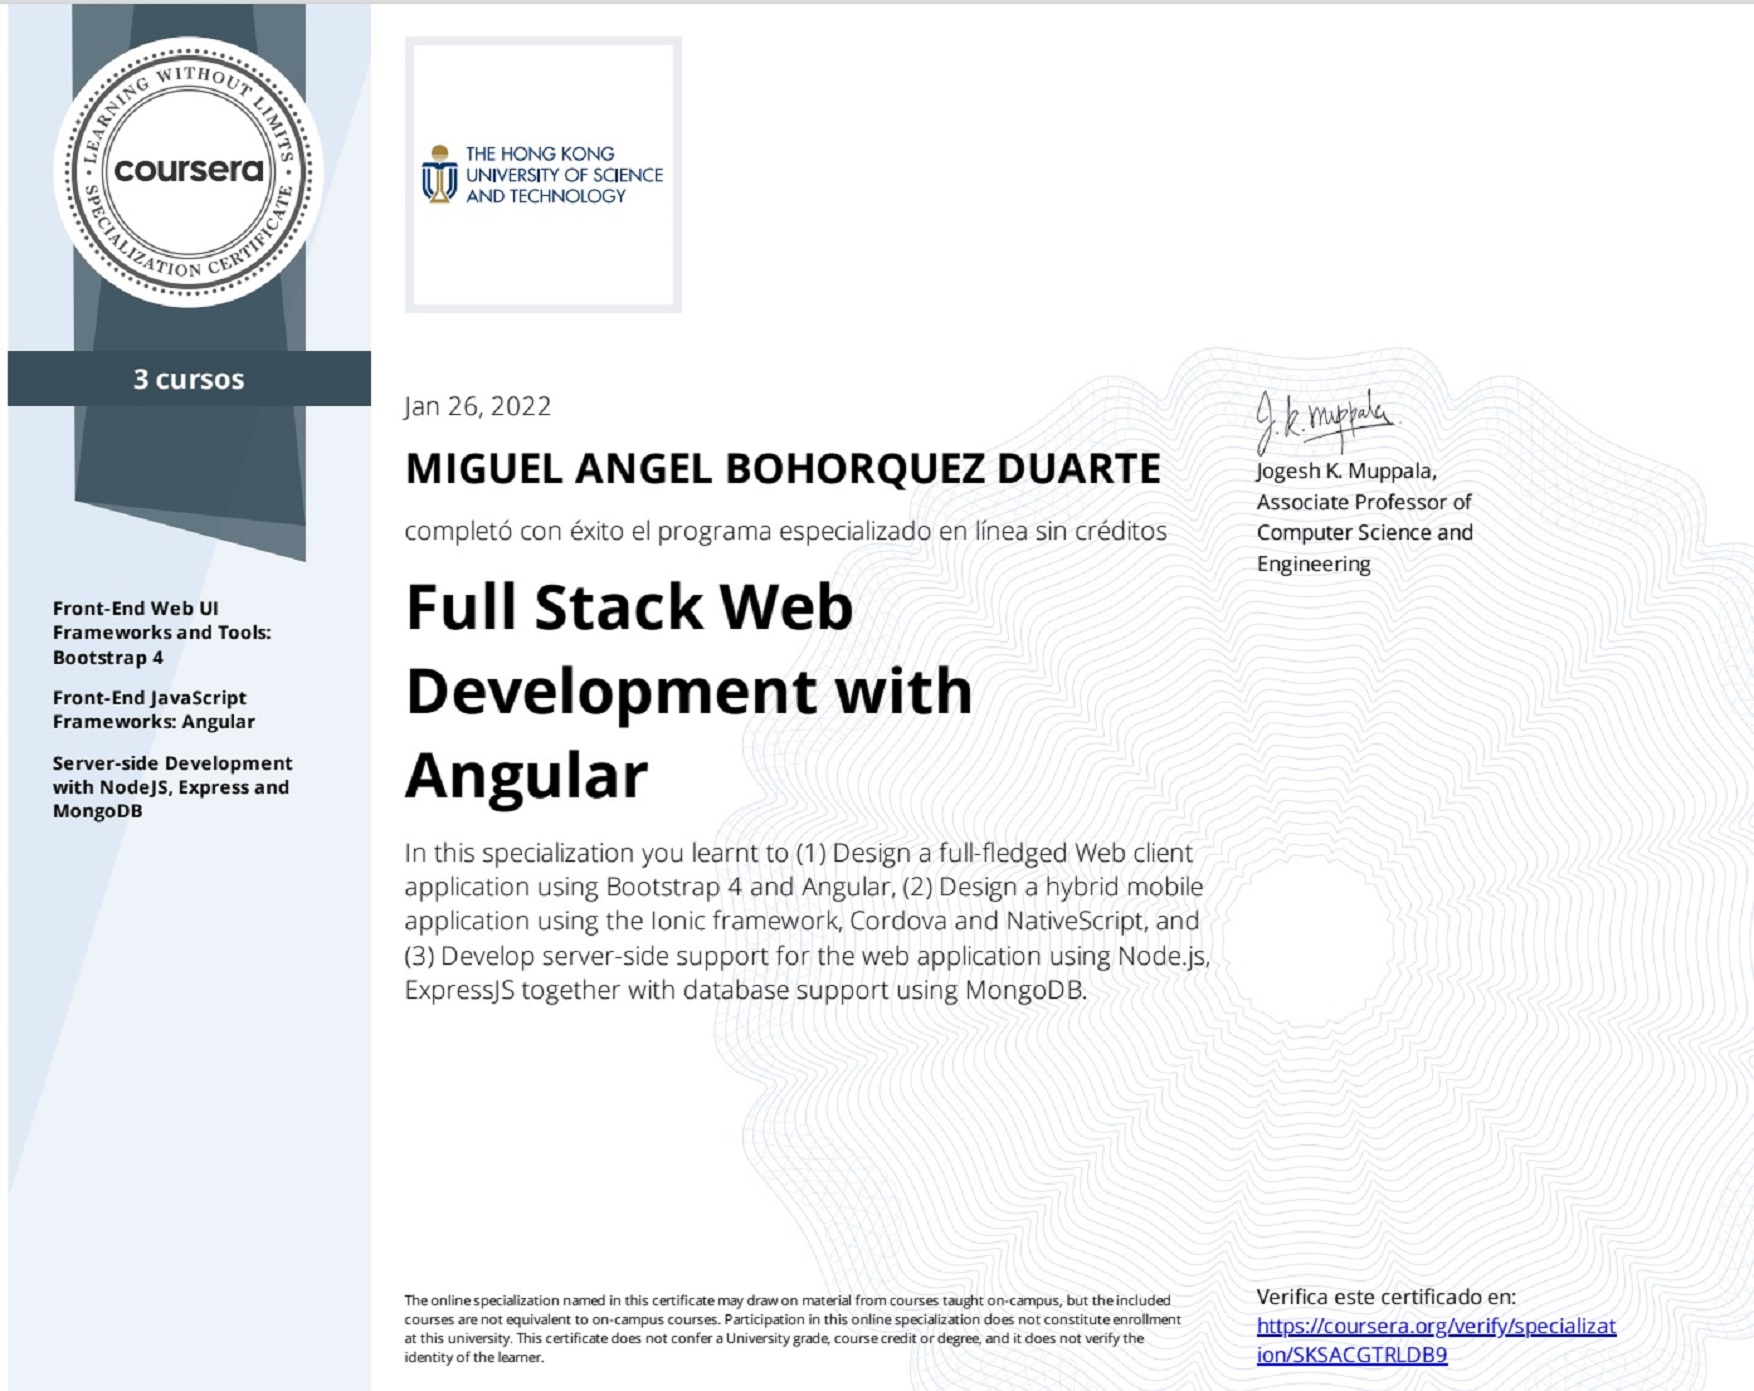 LEARNING WITHOUT LIMITS
coursera
SPECIALIZATION CERTIFICATE
3 cursos
Front-End Web UI
Frameworks and Tools:
Bootstrap 4
Front-End JavaScript
Frameworks: Angular
Server-side Development
with NodeJS, Express and
MongoDB
THE HONG KONG
UNIVERSITY OF SCIENCE
AND TECHNOLOGY
Jan 26, 2022
MIGUEL ANGEL BOHORQUEZ DUARTE
completó con éxito el programa especializado en línea sin créditos
Full Stack Web
Development with
Angular
In this specialization you learnt to (1) Design a full-fledged Web client
application using Bootstrap 4 and Angular, (2) Design a hybrid mobile
application using the Ionic framework, Cordova and NativeScript, and
(3) Develop server-side support for the web application using Node.js,
ExpressJS together with database support using MongoDB.
J.K. Muppala
Jogesh K. Muppala,
Associate Professor of
Computer Science and
Engineering
The online specialization named in this certificate may draw on material from courses taught on-campus, but the included
courses are not equivalent to on-campus courses. Participation in this online specialization does not constitute enrollment
at this university. This certificate does not confer a University grade, course credit or degree, and it does not verify the
identity of the learner.
Verifica este certificado en:
https://coursera.org/verify/specializat
ion/SKSACGTRLDB9